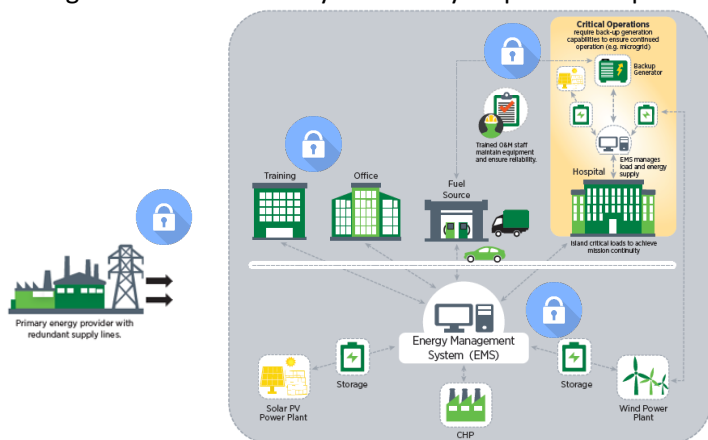 Critical Operations
require back-up generation
capabilities to ensure continued
operation (e.g. microgrid)
Backup
Generator
Trained O&M staff
maintain equipment
and ensure reliability.
EMS manages
load and energy
supply
Training
Office
Fuel
Source
Hospital
Island critical loads to achieve
mission continuity
Primary energy provider with
redundant supply lines.
Energy Management
System (EMS)
Storage
Storage
Solar PV
Power Plant
CHP
Wind Power
Plant